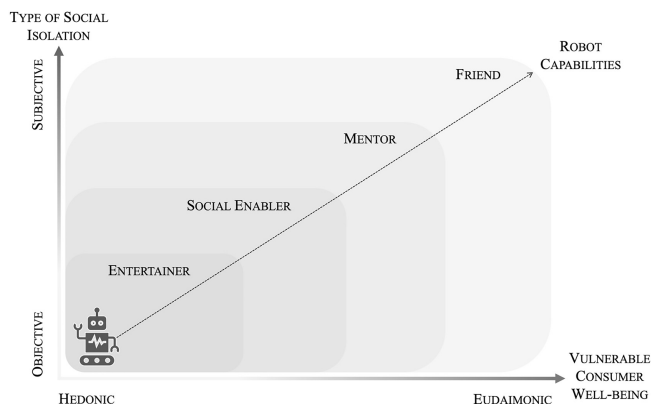 TYPE OF SOCIAL
ISOLATION
ROBOT
CAPABILITIES
SUBJECTIVE
FRIEND
MENTOR
SOCIAL ENABLER
ENTERTAINER
OBJECTIVE
VULNERABLE
CONSUMER
WELL-BEING
HEDONIC
EUDAIMONIC